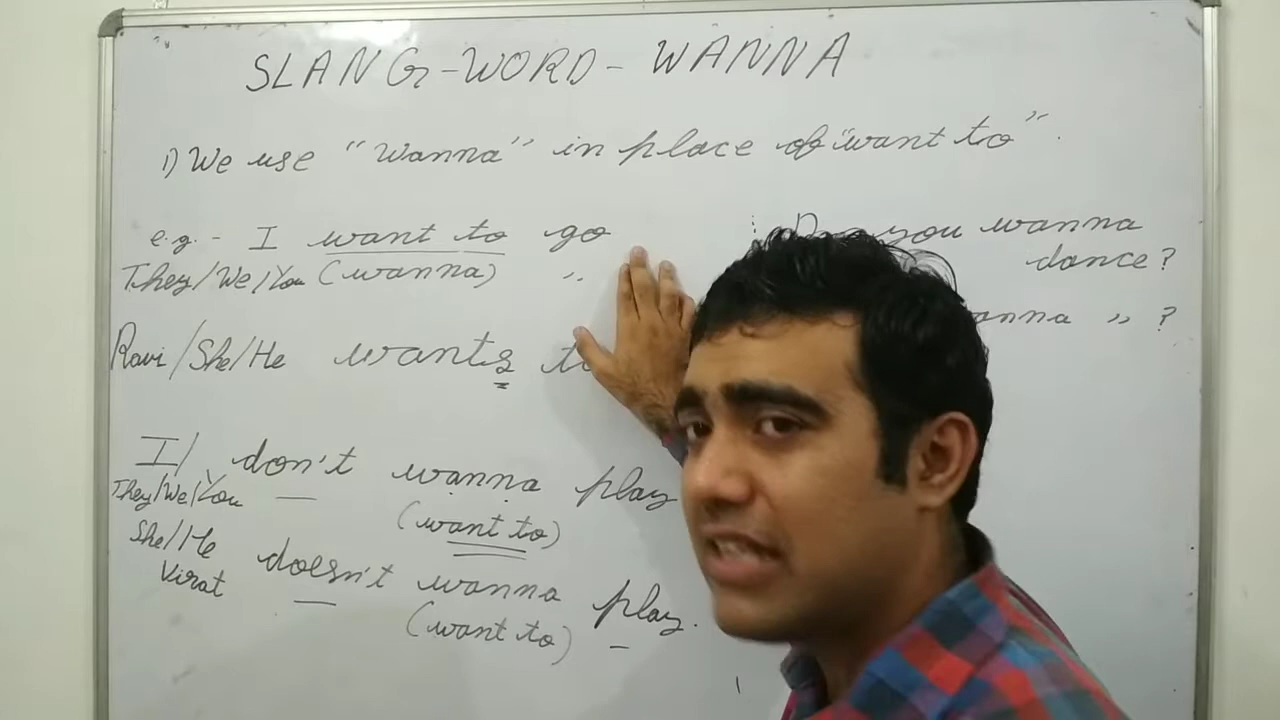 SLANG-WORD-WANNA
1) We use "Wanna" in place of "want to".
e.g. - I want to go
They/We/You (wanna) "
Ravi/She/He wants
I/ don't wanna play
They/We/You (want to)
She/He doesn't wanna play.
Virat (want to) -
you wanna
dance?
" ?